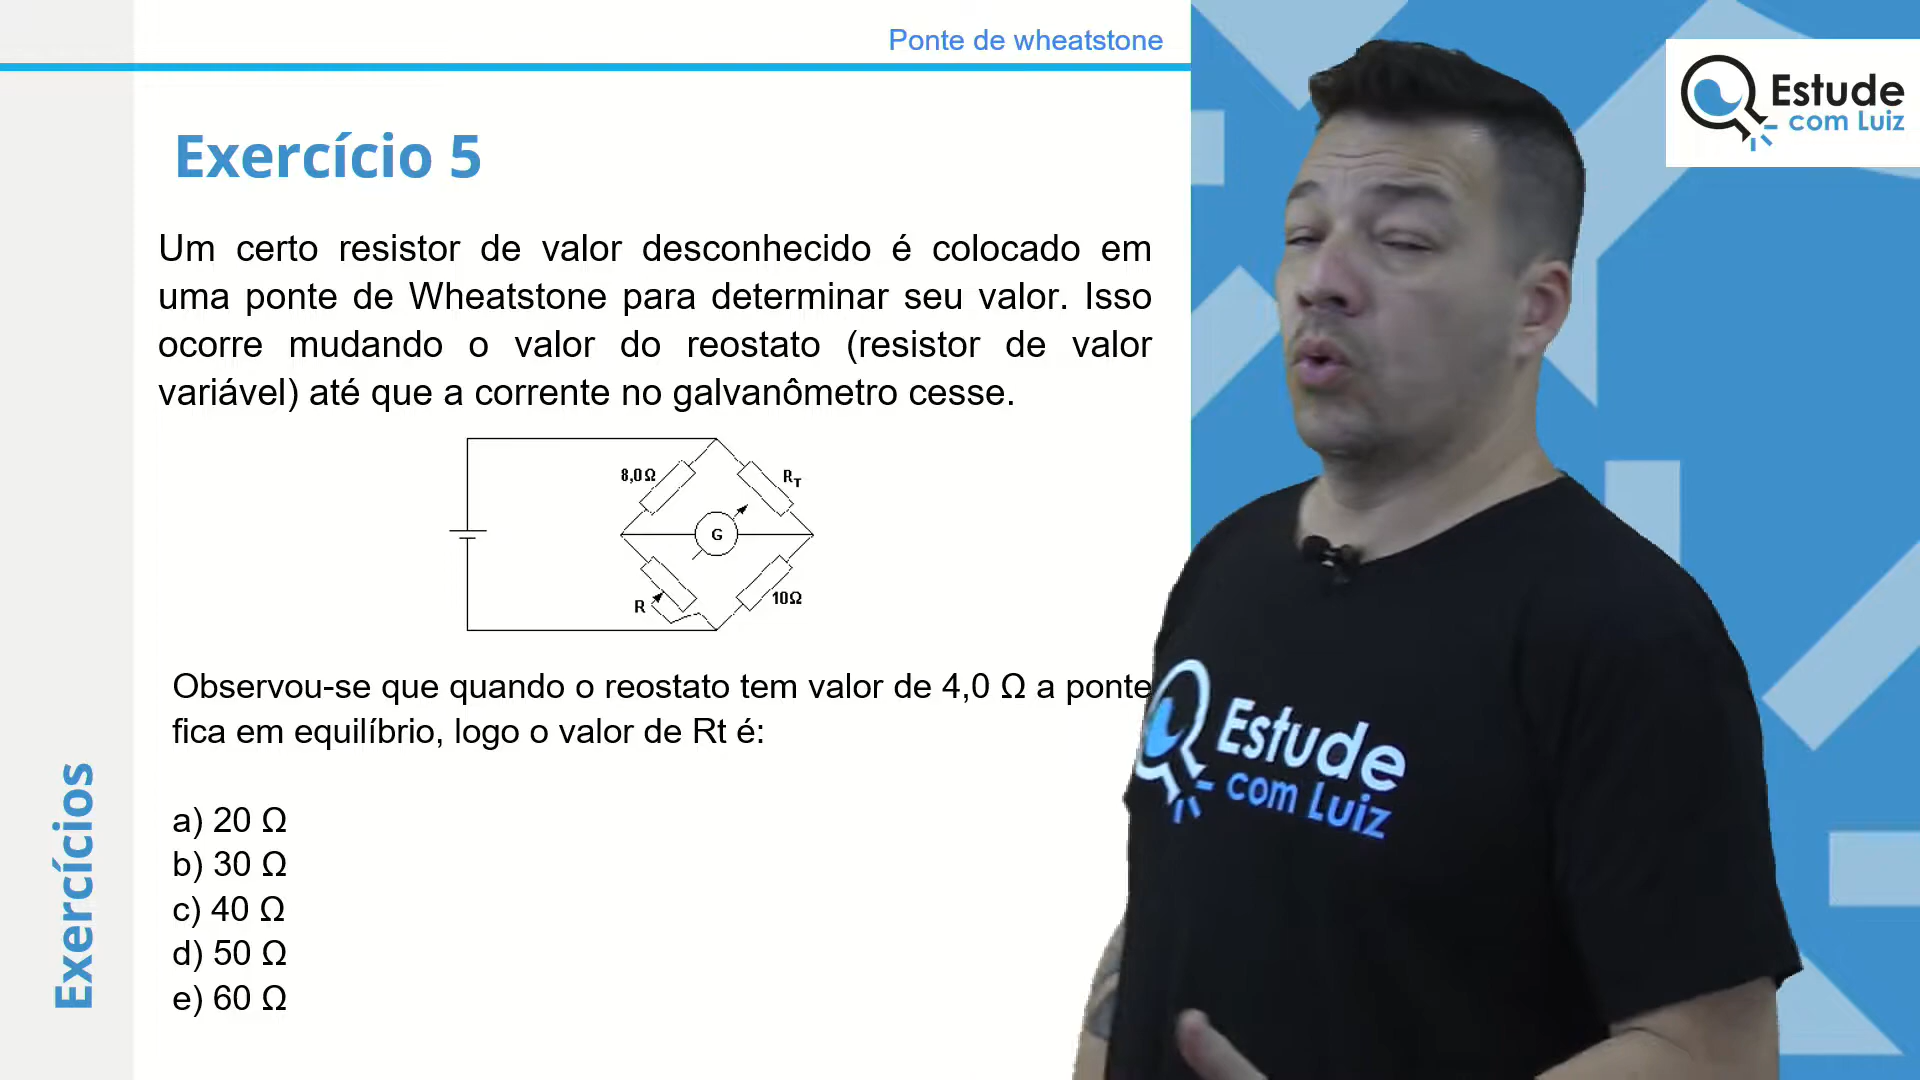 Ponte de wheatstone
Estude
com Luiz
Exercício 5
Um certo resistor de valor desconhecido é colocado em
uma ponte de Wheatstone para determinar seu valor. Isso
ocorre mudando o valor do reostato (resistor de valor
variável) até que a corrente no galvanômetro cesse.
8,0Ω
RT
G
R
10Ω
Observou-se que quando o reostato tem valor de 4,0 Ω a ponte
fica em equilíbrio, logo o valor de Rt é:
a) 20 Ω
b) 30 Ω
c) 40 Ω
d) 50 Ω
e) 60 Ω
Exercícios
Estude
com Luiz